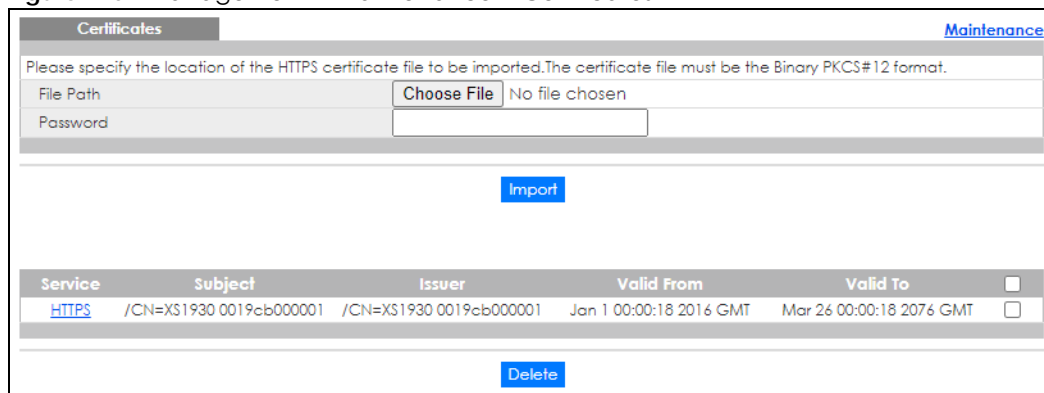 Certificates
Maintenance
Please specify the location of the HTTPS certificate file to be imported.The certificate file must be the Binary PKCS#12 format.
File Path
Choose File No file chosen
Password
Import
Service Subject Issuer Valid From Valid To
HTTPS /CN=XS1930 0019cb000001 /CN=XS1930 0019cb000001 Jan 1 00:00:18 2016 GMT Mar 26 00:00:18 2076 GMT
Delete